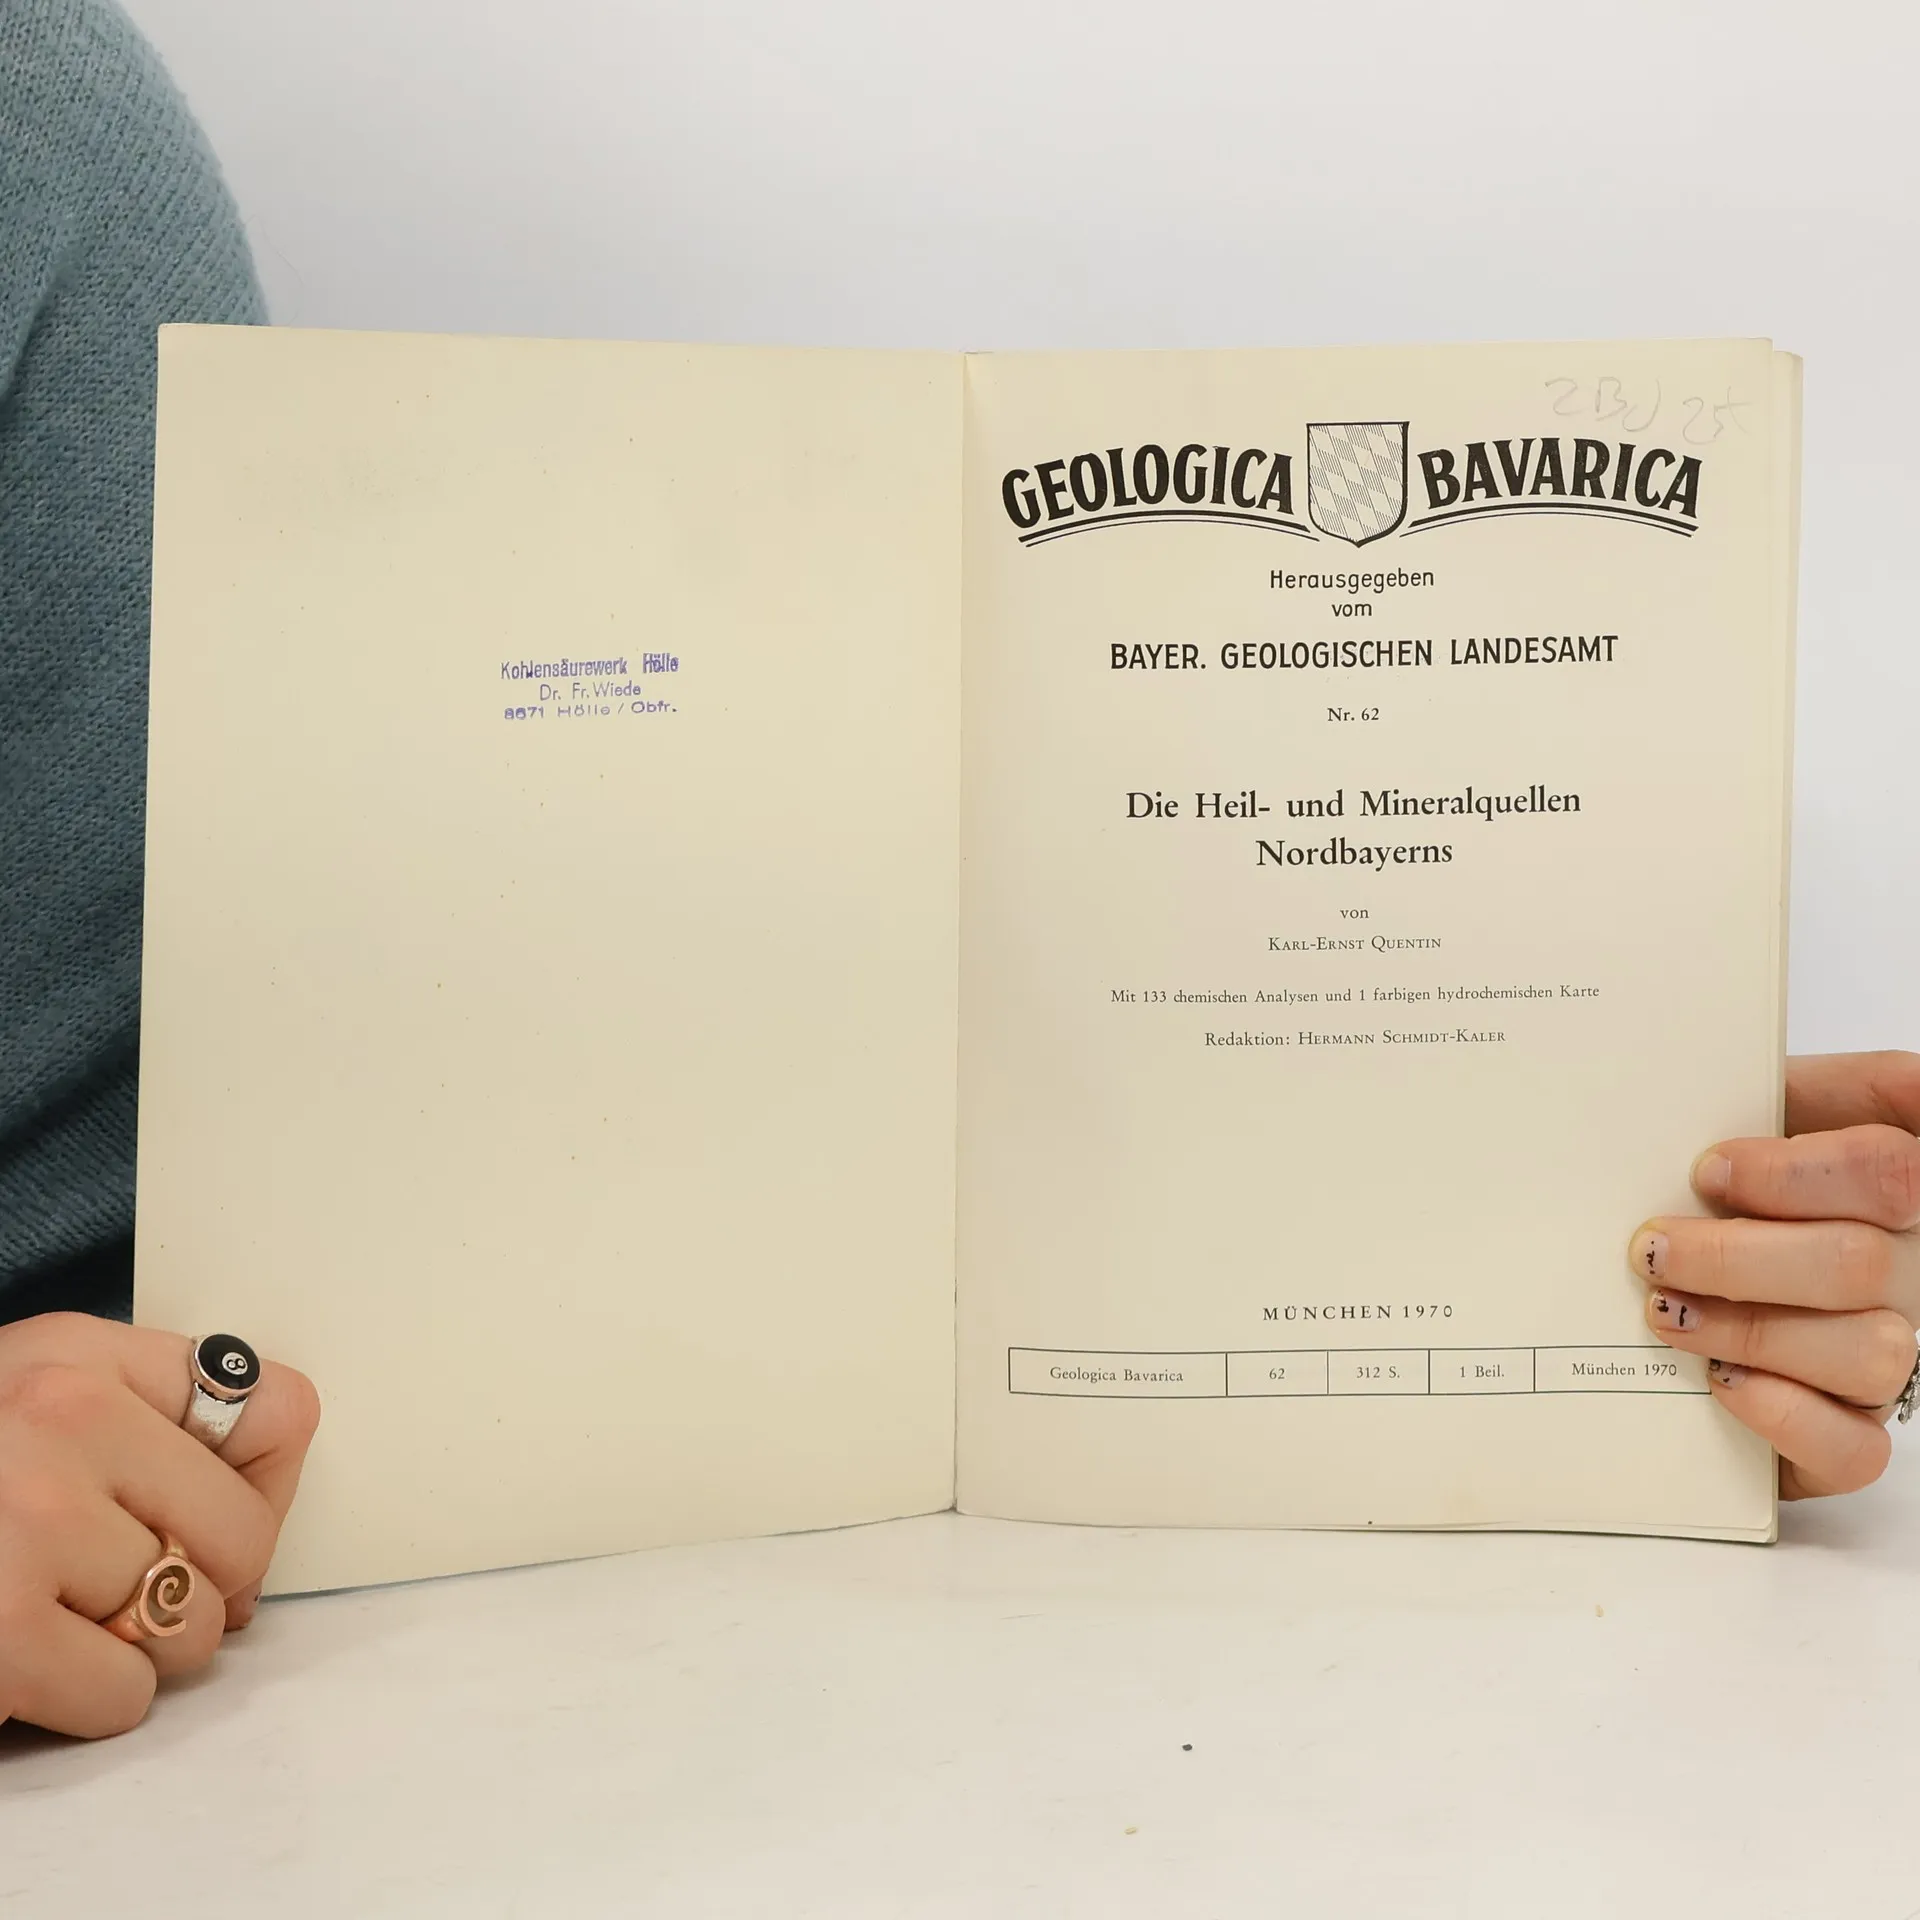 Kohlensäurewerk Hölle
Dr. Fr. Wiede
8671 Hölle / Obfr.
GEOLOGICA BAVARICA
Herausgegeben
vom
BAYER. GEOLOGISCHEN LANDESAMT
Nr. 62
Die Heil- und Mineralquellen
Nordbayerns
von
KARL-ERNST QUENTIN
Mit 133 chemischen Analysen und 1 farbigen hydrochemischen Karte
Redaktion: HERMANN SCHMIDT-KALER
MÜNCHEN 1970
Geologica Bavarica 62 312 S. 1 Beil. München 1970
8